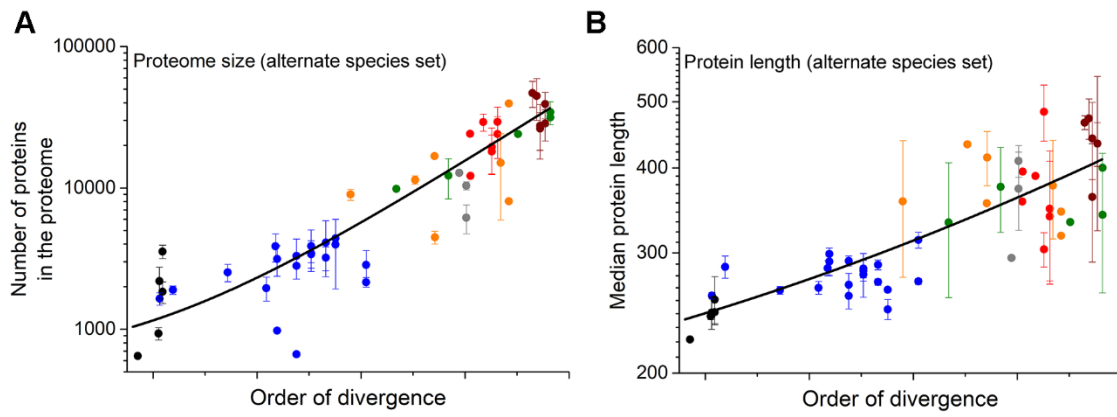 A
Proteome size (alternate species set)
Number of proteins
in the proteome
100000
10000
1000
Order of divergence
B
Protein length (alternate species set)
Median protein length
600
500
400
300
200
Order of divergence